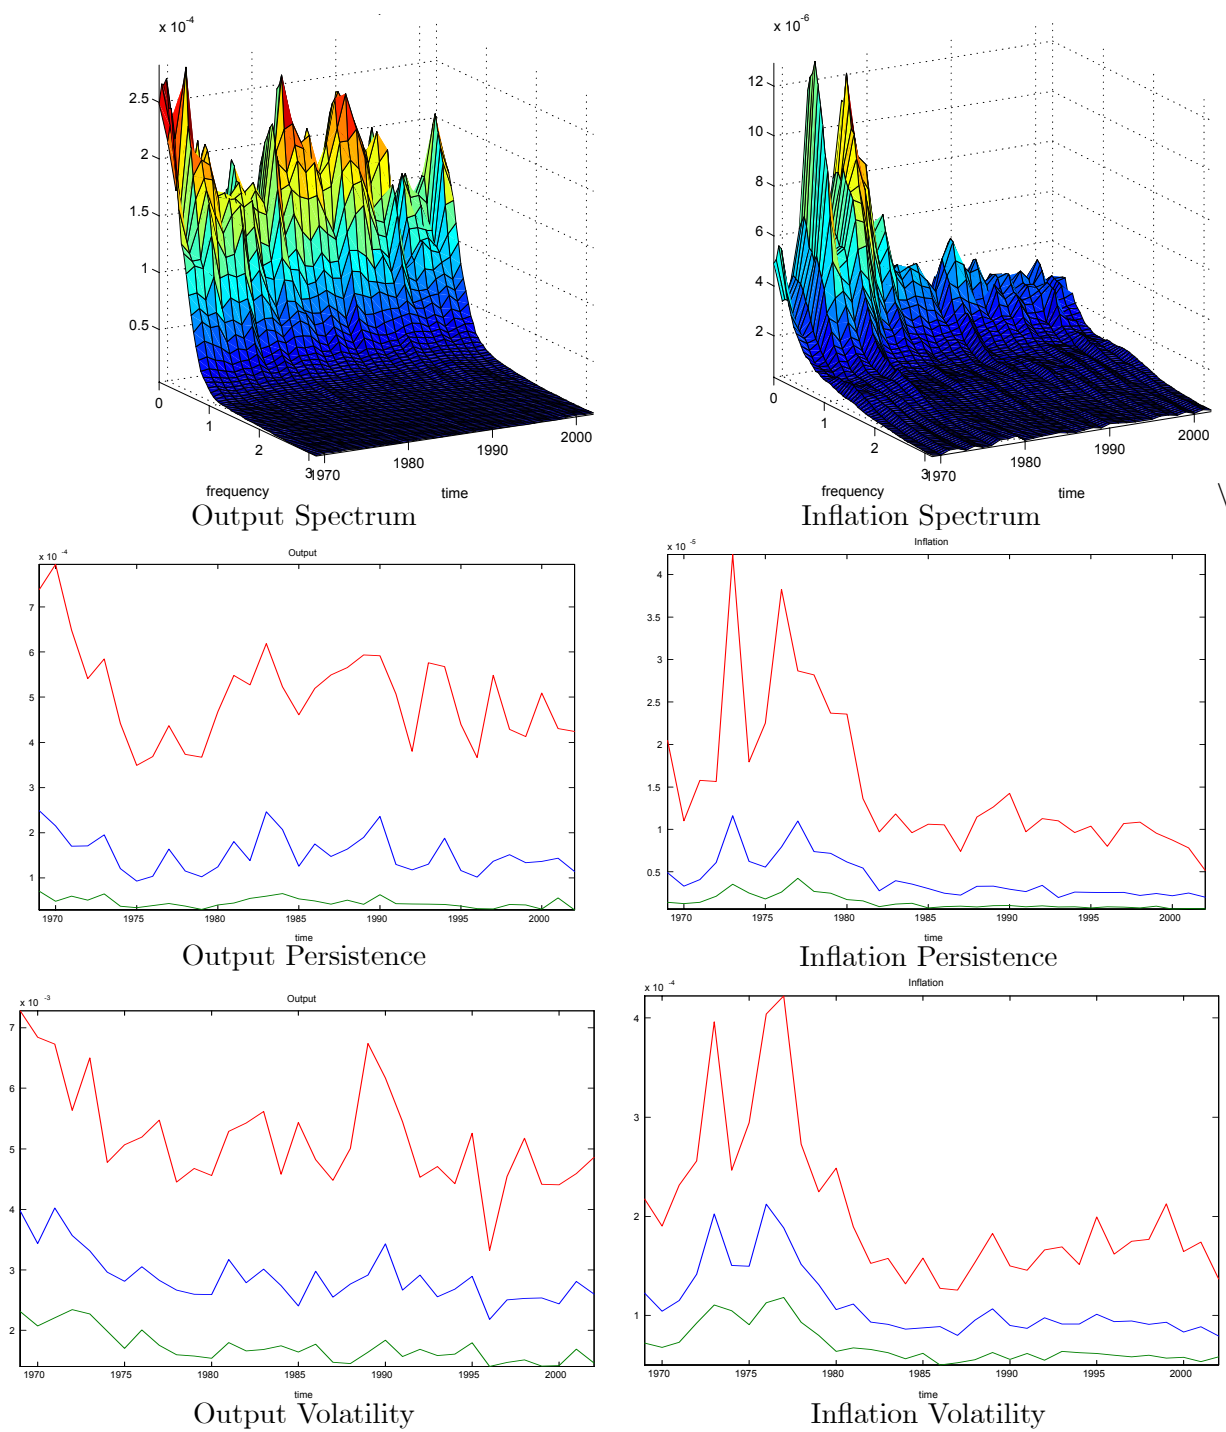 x 10 -4
2.5
2
1.5
1
0.5
0
1
2
3
1970
1980
1990
2000
frequency
time
Output Spectrum
x 10 -6
12
10
8
6
4
2
0
1
2
3
1970
1980
1990
2000
frequency
time
\
Inflation Spectrum
x 10 -4
Output
7
6
5
4
3
2
1
1970 1975 1980 1985 1990 1995 2000
time
Output Persistence
x 10 -5
Inflation
4
3.5
3
2.5
2
1.5
1
0.5
1970 1975 1980 1985 1990 1995 2000
time
Inflation Persistence
x 10 -3
Output
7
6
5
4
3
2
1970 1975 1980 1985 1990 1995 2000
time
Output Volatility
x 10 -4
Inflation
4
3
2
1
1970 1975 1980 1985 1990 1995 2000
time
Inflation Volatility